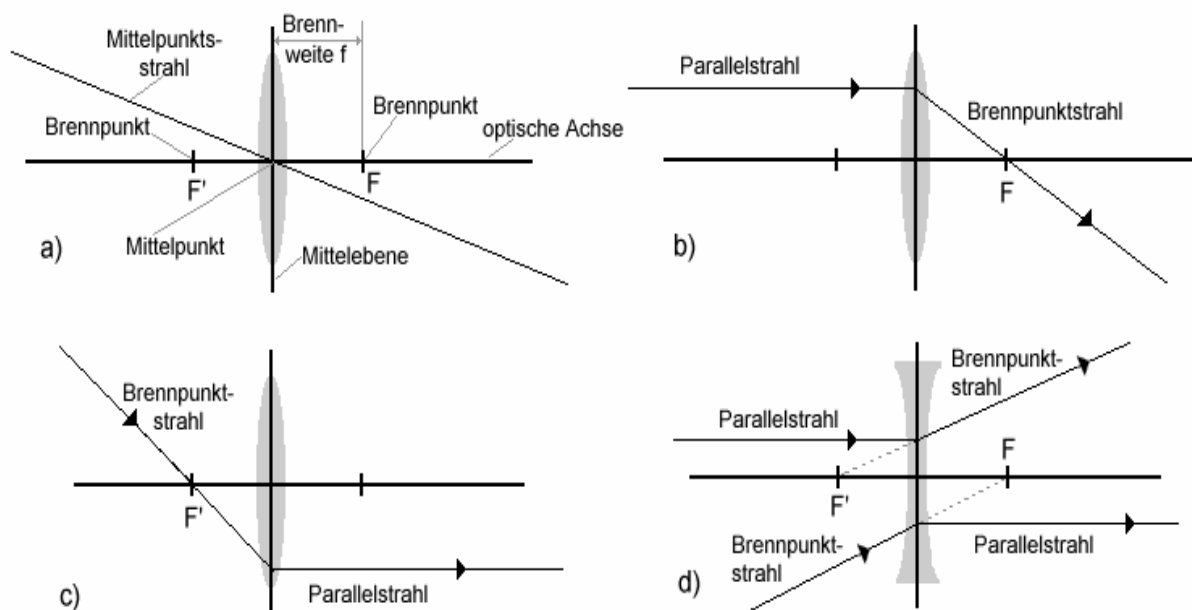 Mittelpunkts-
strahl
Brenn-
weite f
Brennpunkt
Brennpunkt
optische Achse
F'
F
Mittelpunkt
Mittelebene
a)
Parallelstrahl
Brennpunktstrahl
F
b)
Brennpunkt-
strahl
F'
Parallelstrahl
c)
Brennpunkt-
strahl
Parallelstrahl
F
F'
Brennpunkt-
strahl
Parallelstrahl
d)